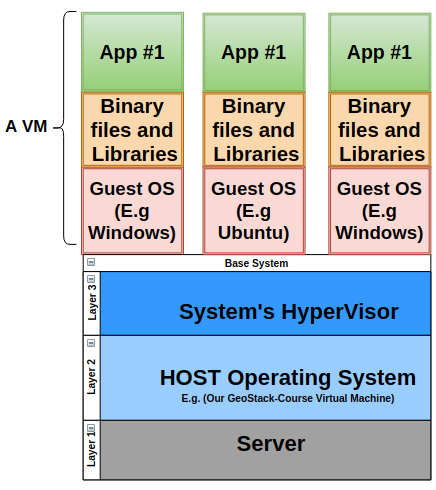 App #1
App #1
App #1
A VM
Binary
files and
Libraries
Binary
files and
Libraries
Binary
files and
Libraries
Guest OS
(E.g
Windows)
Guest OS
(E.g
Ubuntu)
Guest OS
(E.g
Windows)
Base System
Layer 3
System's HyperVisor
Layer 2
HOST Operating System
E.g. (Our GeoStack-Course Virtual Machine)
Layer 1
Server